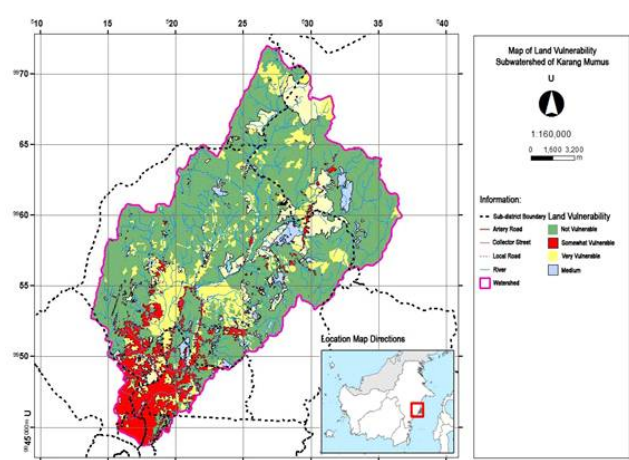 Map of Land Vulnerability
Subwatershed of Karang Mumus
U
1:160,000
0 1,600 3,200
m
Information:
Sub-district Boundary
Artery Road
Collector Street
Local Road
River
Watershed
Land Vulnerability
Not Vulnerable
Somewhat Vulnerable
Very Vulnerable
Medium
Location Map Directions
10 15 20 25 30 35
70
65
60
55
50
45